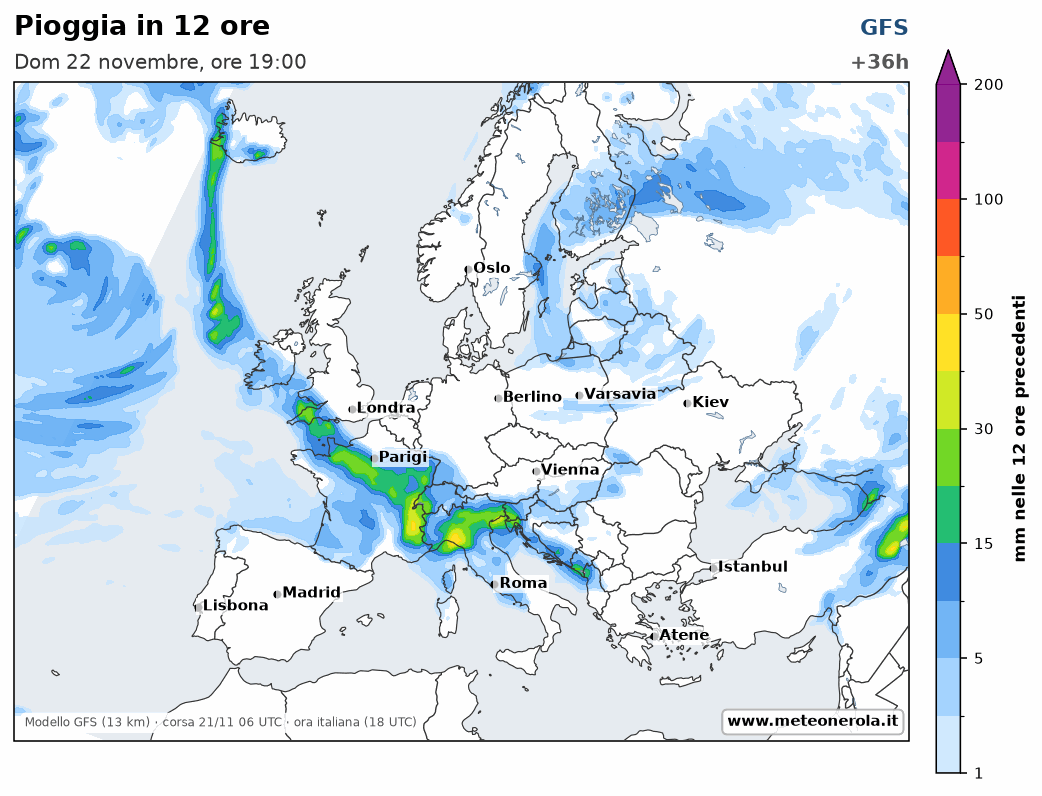 Pioggia in 12 ore
GFS
Dom 22 novembre, ore 19:00
+36h
200
100
50
30
15
5
1
mm nelle 12 ore precedenti
Oslo
Londra
Berlino
Varsavia
Kiev
Parigi
Vienna
Istanbul
Roma
Madrid
Lisbona
Atene
Modello GFS (13 km) · corsa 21/11 06 UTC · ora italiana (18 UTC)
www.meteonerola.it